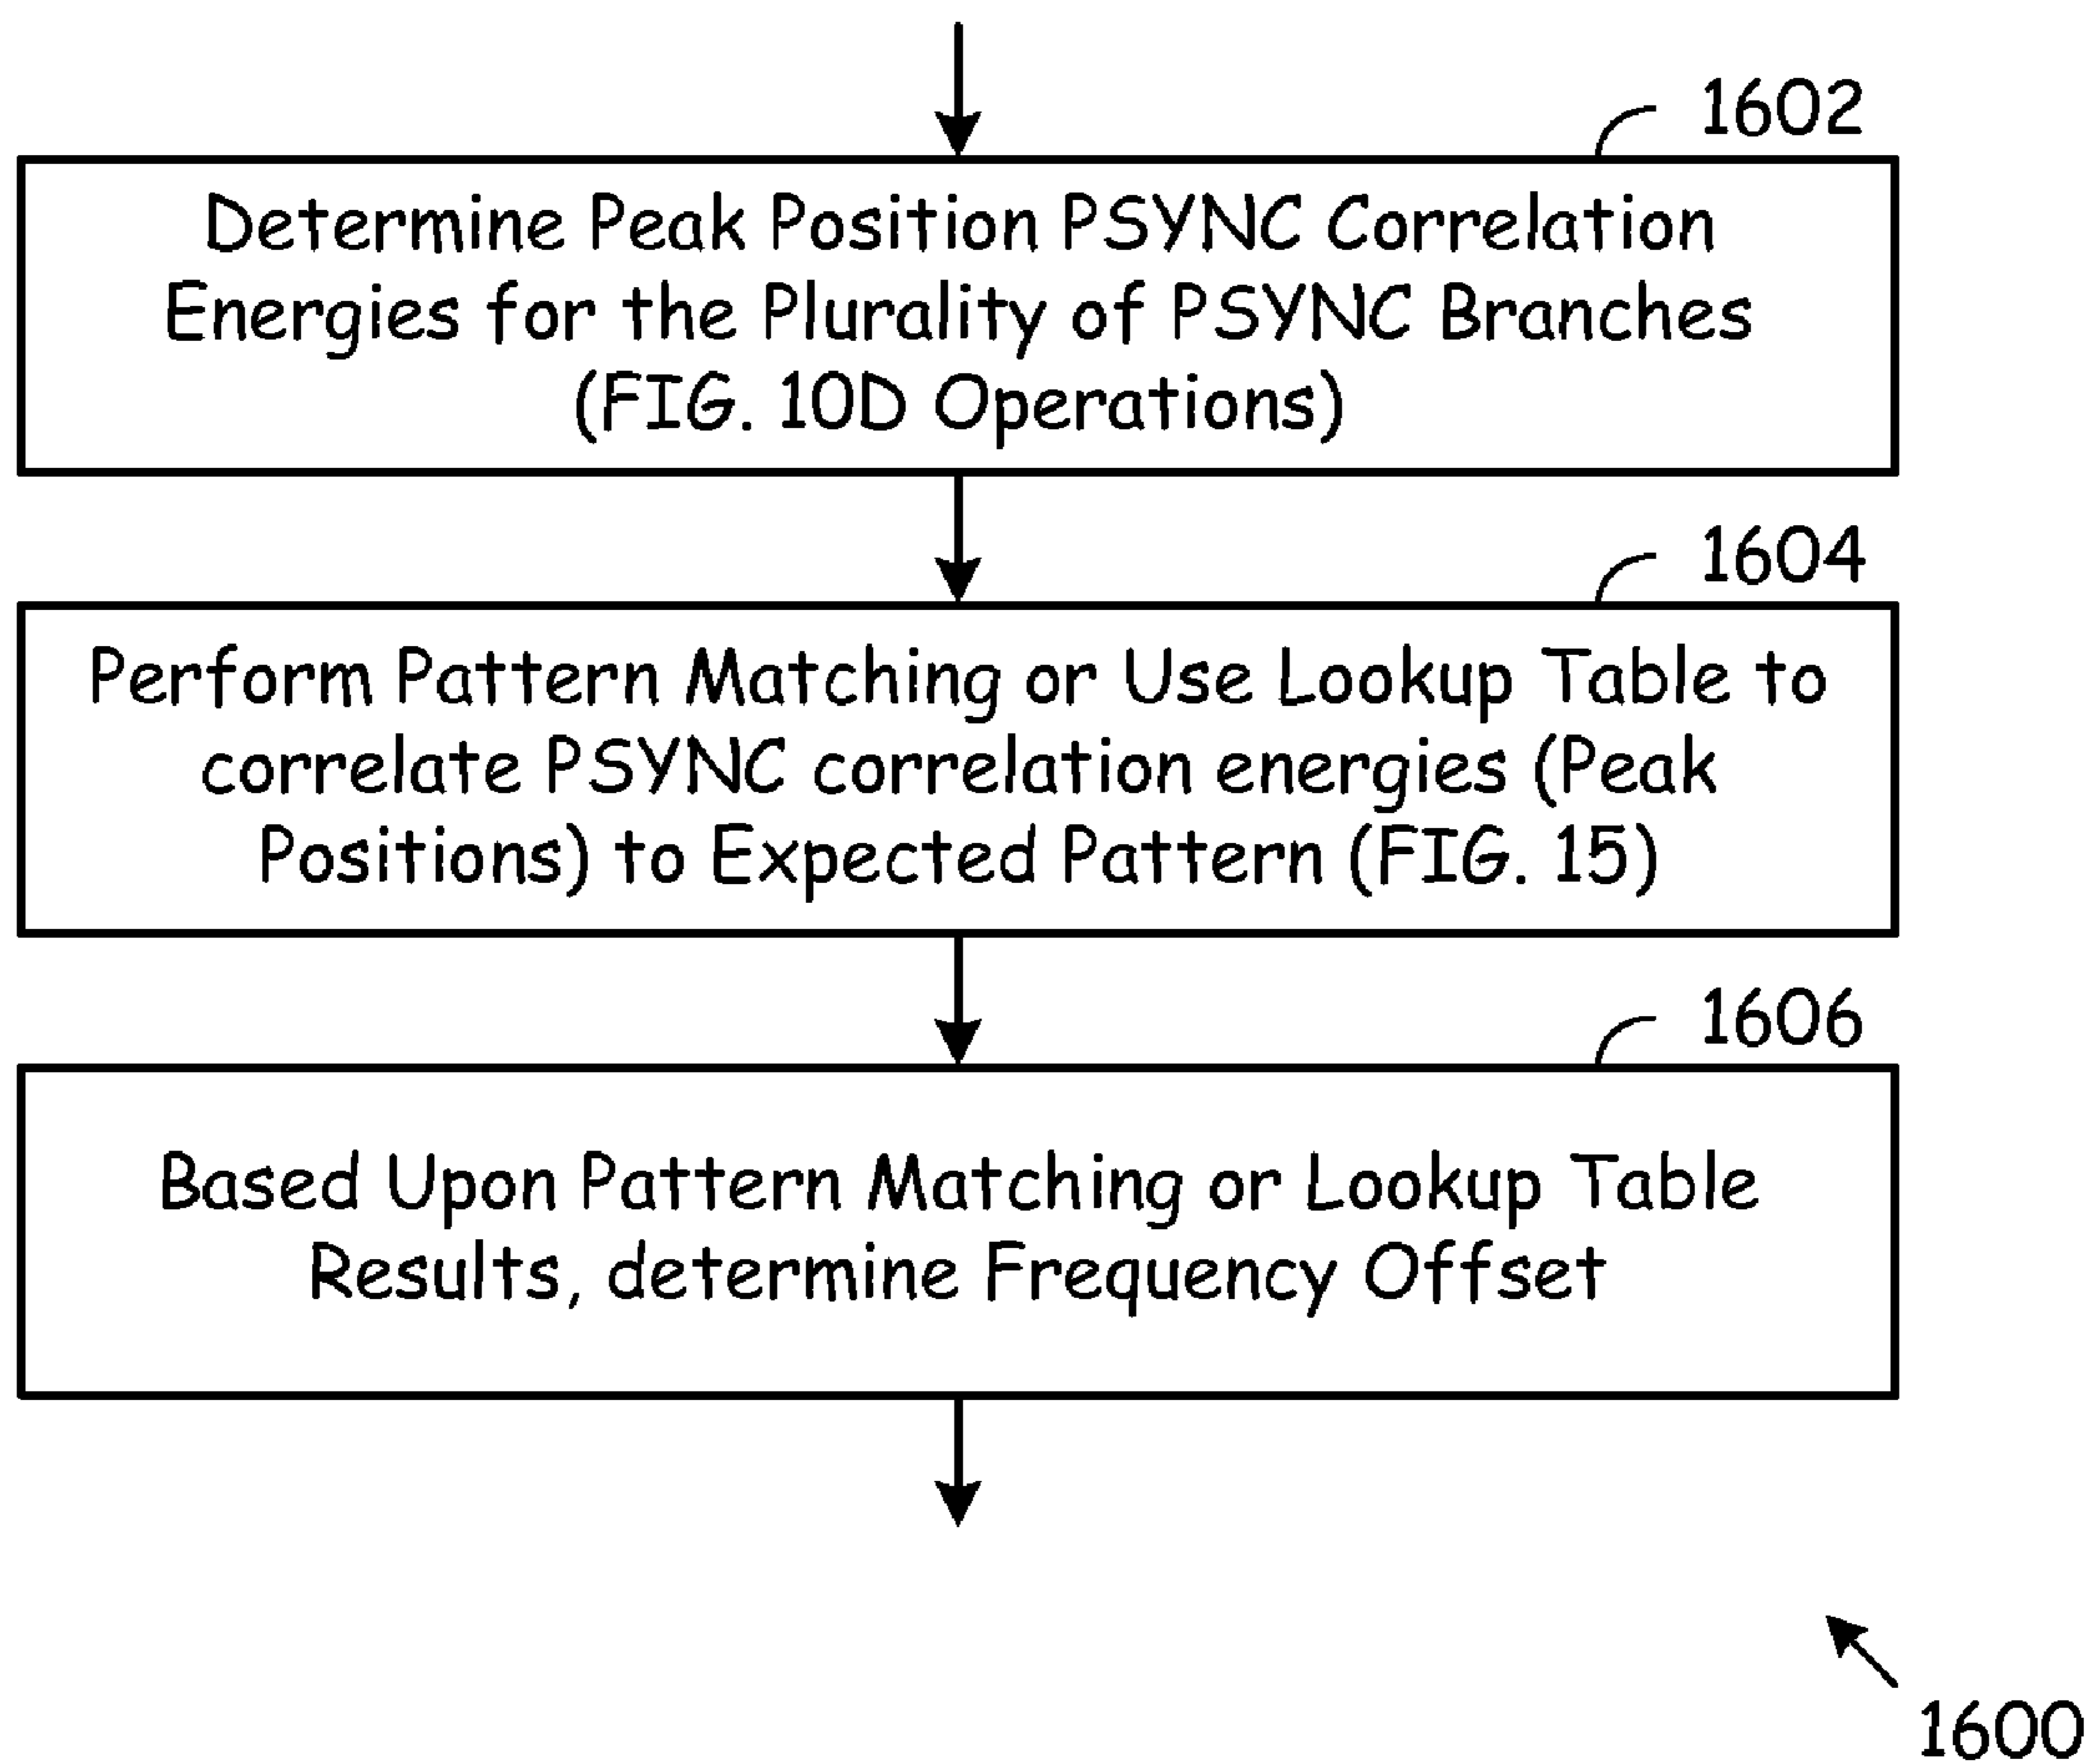 1602
Determine Peak Position PSYNC Correlation
Energies for the Plurality of PSYNC Branches
(FIG. 10D Operations)
1604
Perform Pattern Matching or Use Lookup Table to
correlate PSYNC correlation energies (Peak
Positions) to Expected Pattern (FIG. 15)
1606
Based Upon Pattern Matching or Lookup Table
Results, determine Frequency Offset
1600